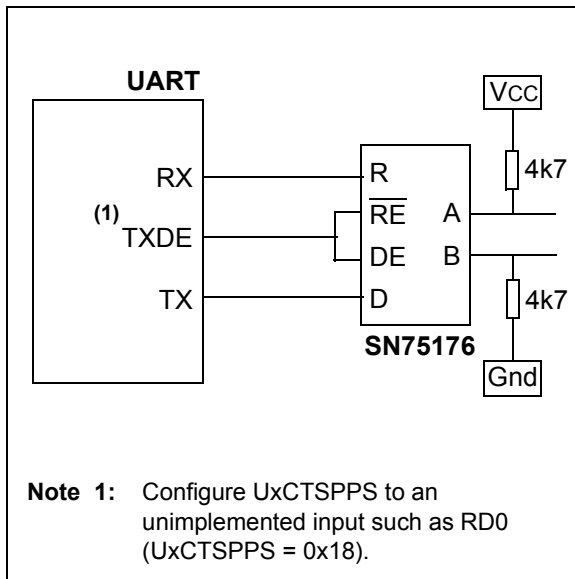 UART
VCC
RX
R
4k7
(1)
TXDE
RE
A
DE
B
TX
D
4k7
SN75176
Gnd
Note 1: Configure UxCTSPPS to an
unimplemented input such as RD0
(UxCTSPPS = 0x18).